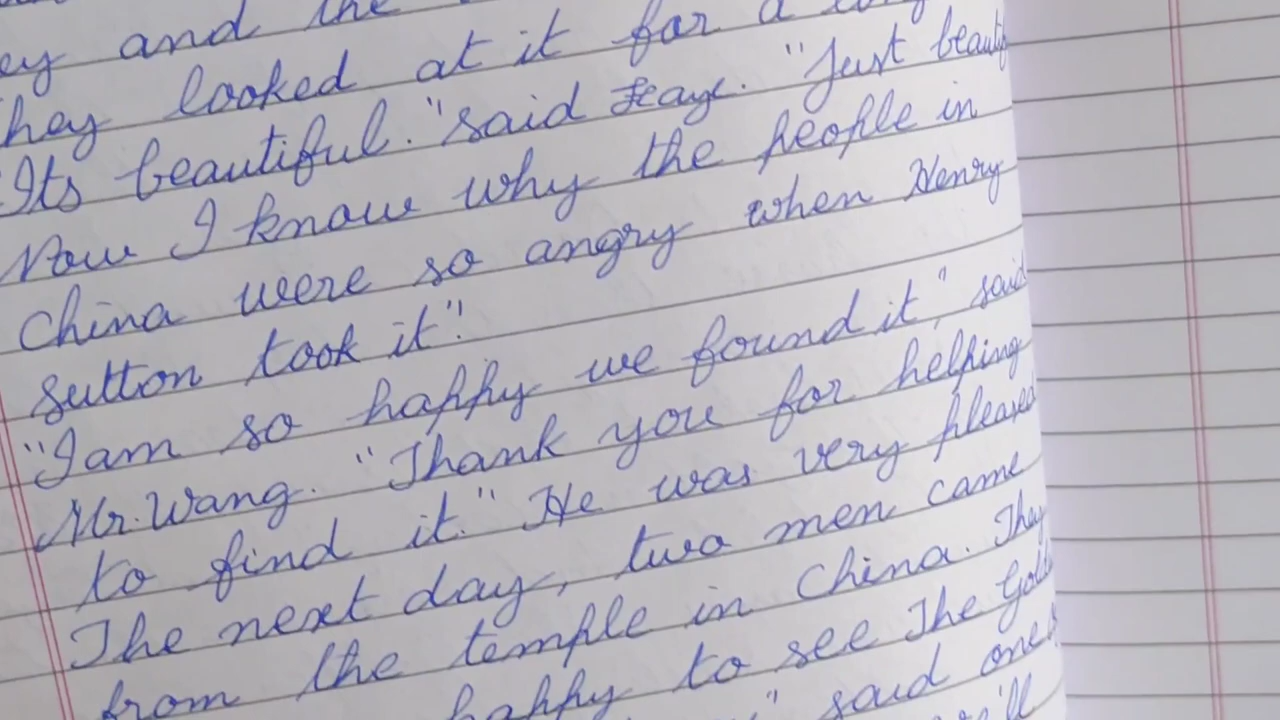 and the
They looked at it for a
"Its beautiful." said Kaye. "Just
Now I know why the people in
China were so angry when Henry
Sutton took it".
"I am so happy we found it", said
Mr. Wang. "Thank you for helping
to find it." He was very pleased
The next day, two men came
from the temple in China. They
happy to see The
" said one